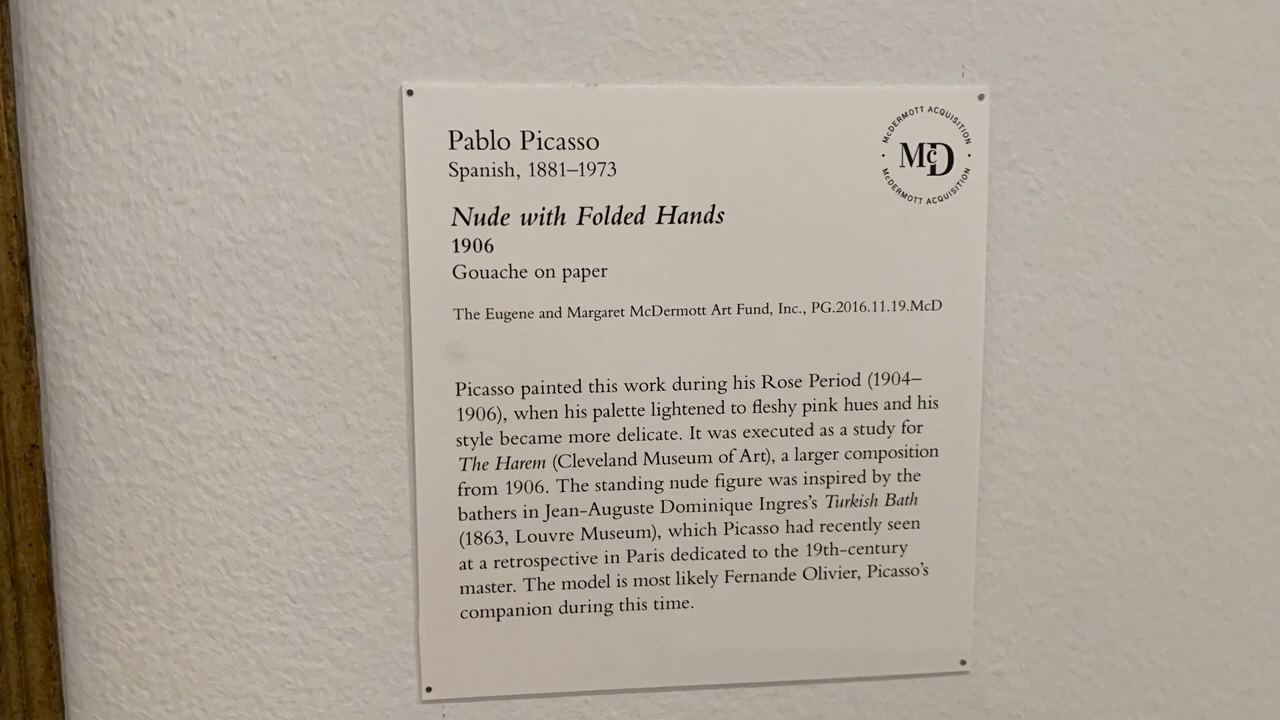 Pablo Picasso
Spanish, 1881–1973
McDERMOTT ACQUISITION
McD
McDERMOTT ACQUISITION
Nude with Folded Hands
1906
Gouache on paper
The Eugene and Margaret McDermott Art Fund, Inc., PG.2016.11.19.McD
Picasso painted this work during his Rose Period (1904–
1906), when his palette lightened to fleshy pink hues and his
style became more delicate. It was executed as a study for
The Harem (Cleveland Museum of Art), a larger composition
from 1906. The standing nude figure was inspired by the
bathers in Jean-Auguste Dominique Ingres’s Turkish Bath
(1863, Louvre Museum), which Picasso had recently seen
at a retrospective in Paris dedicated to the 19th-century
master. The model is most likely Fernande Olivier, Picasso’s
companion during this time.